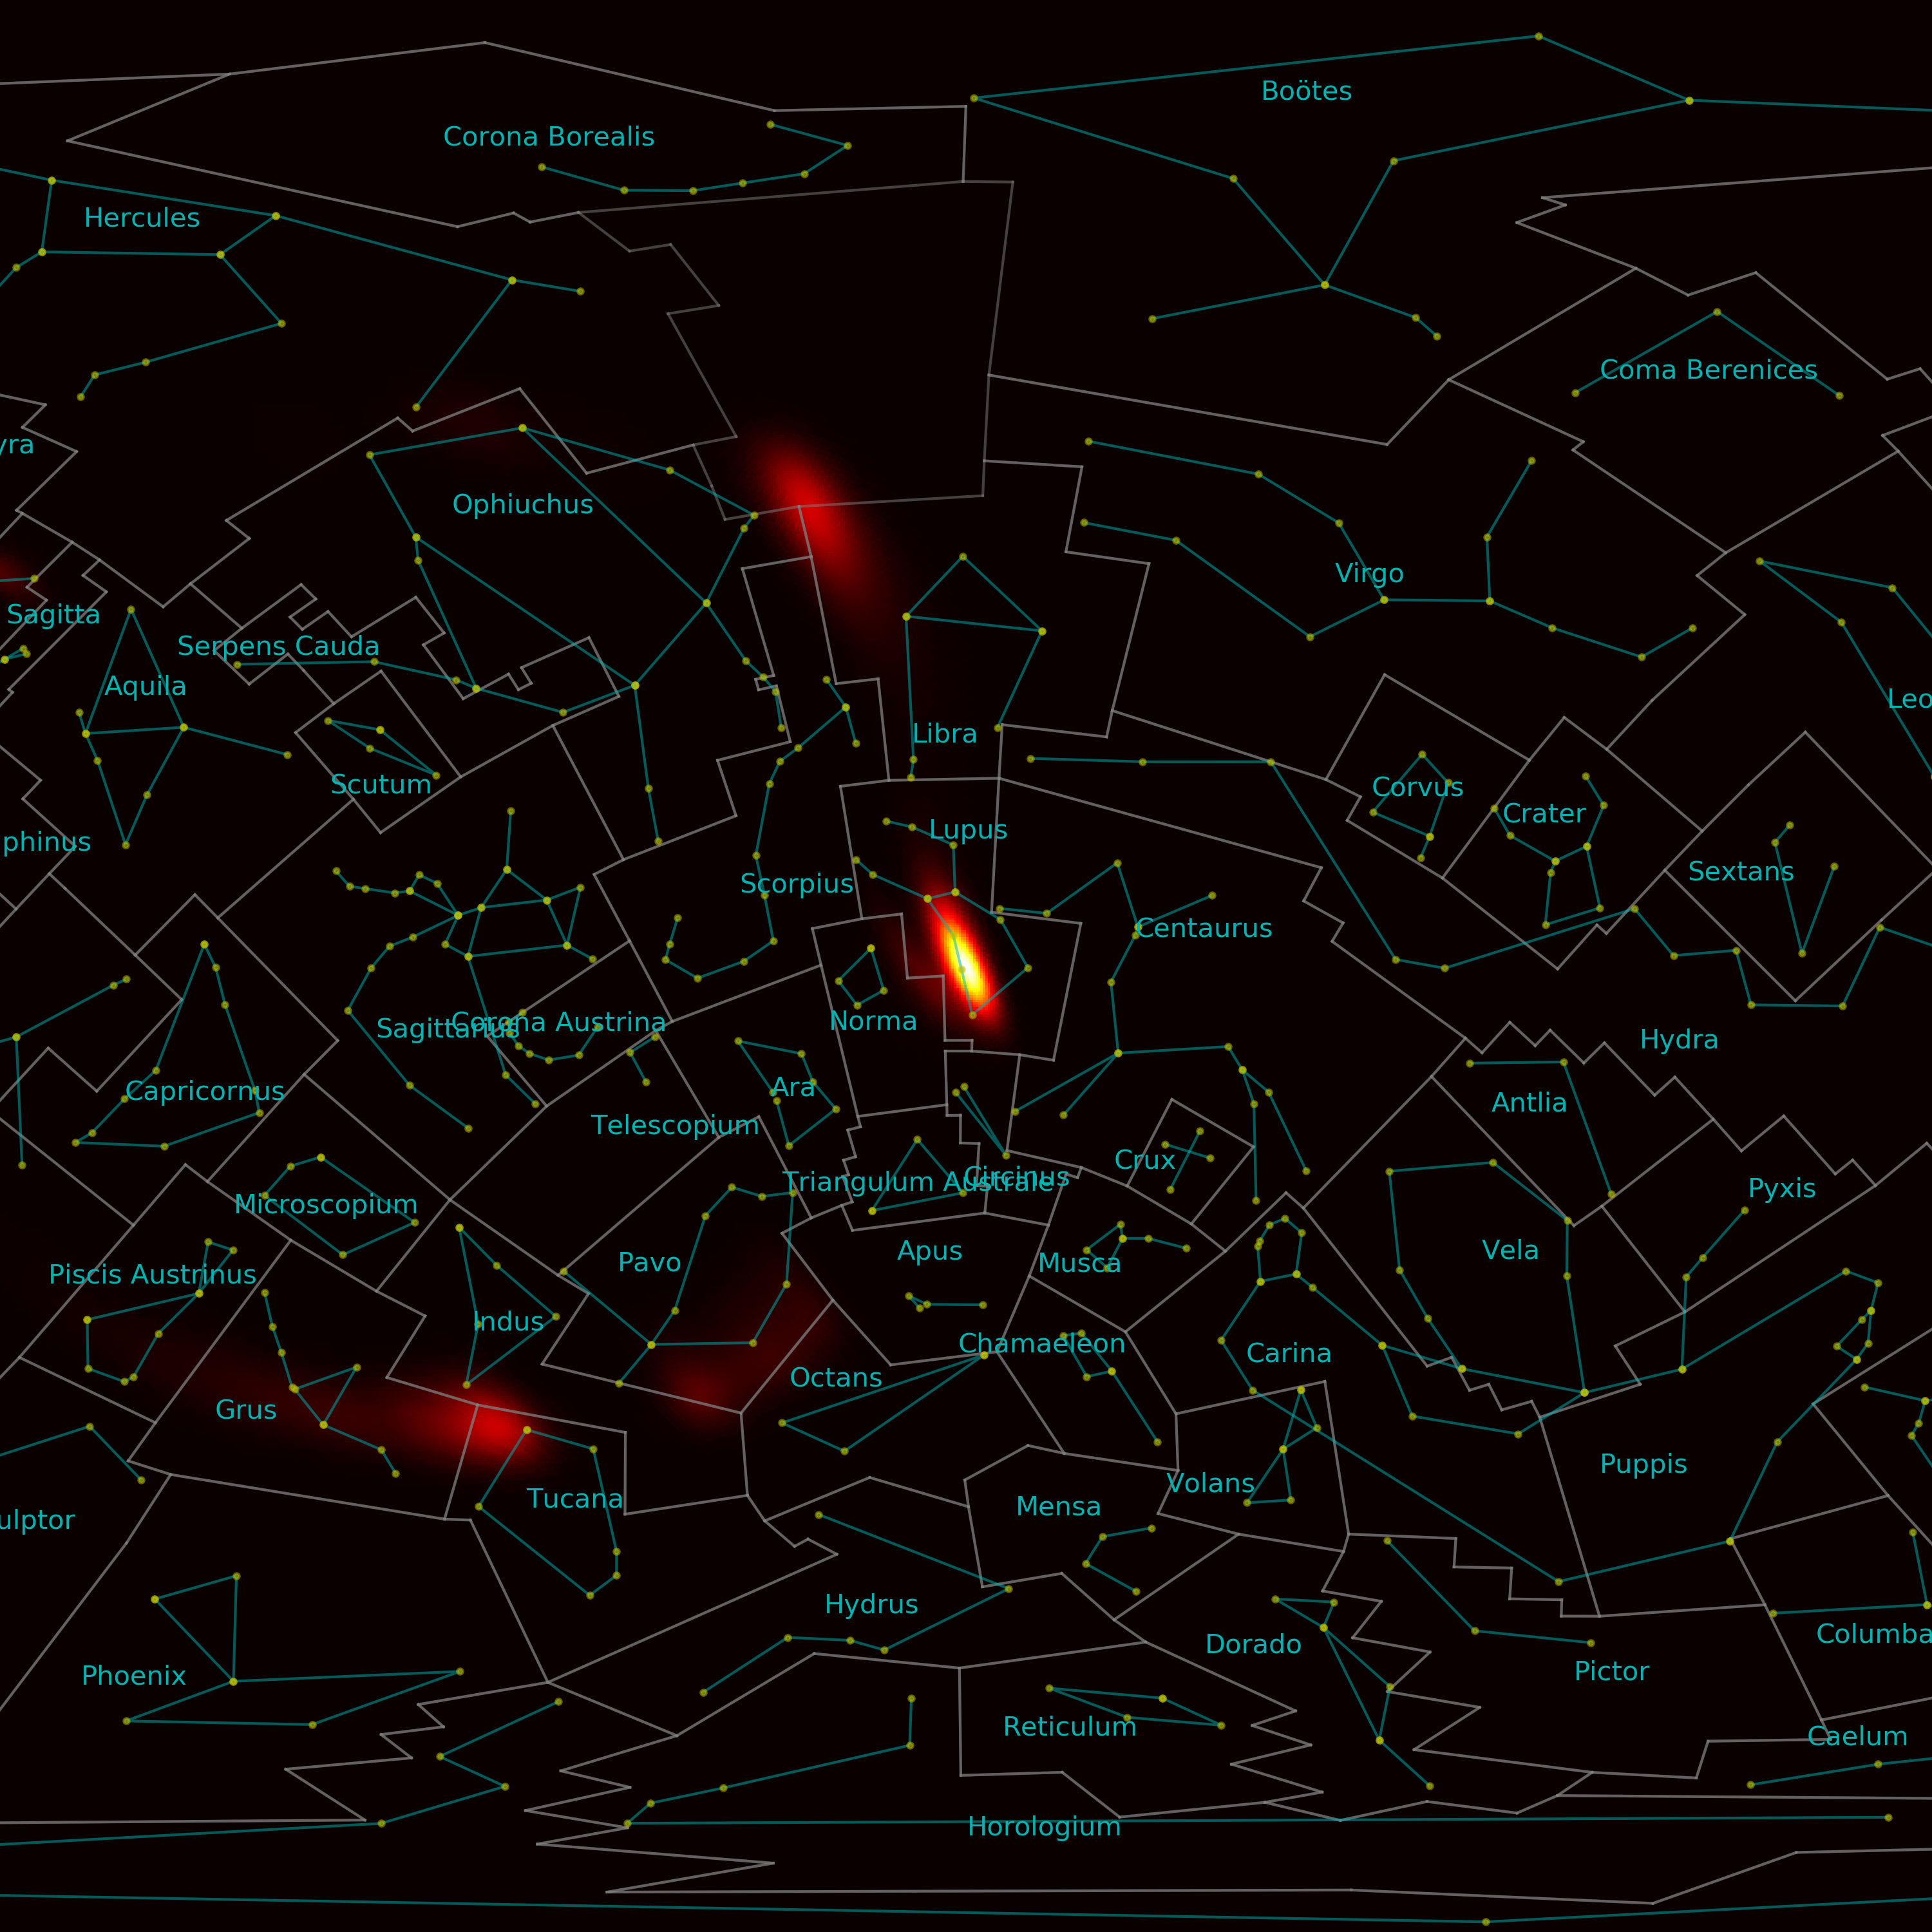 Boötes
Corona Borealis
Hercules
Coma Berenices
yra
Ophiuchus
Virgo
Sagitta
Serpens Cauda
Aquila
Leo
Libra
Scutum
Corvus
Crater
Lupus
phinus
Sextans
Scorpius
Centaurus
Norma
Corona Austrina
Sagittarius
Hydra
Capricornus
Ara
Antlia
Telescopium
Crux
Triangulum Australe
Circinus
Pyxis
Microscopium
Apus
Vela
Pavo
Musca
Piscis Austrinus
Indus
Chamaeleon
Carina
Octans
Grus
Puppis
Volans
Tucana
Mensa
ulptor
Hydrus
Columba
Dorado
Phoenix
Pictor
Reticulum
Caelum
Horologium